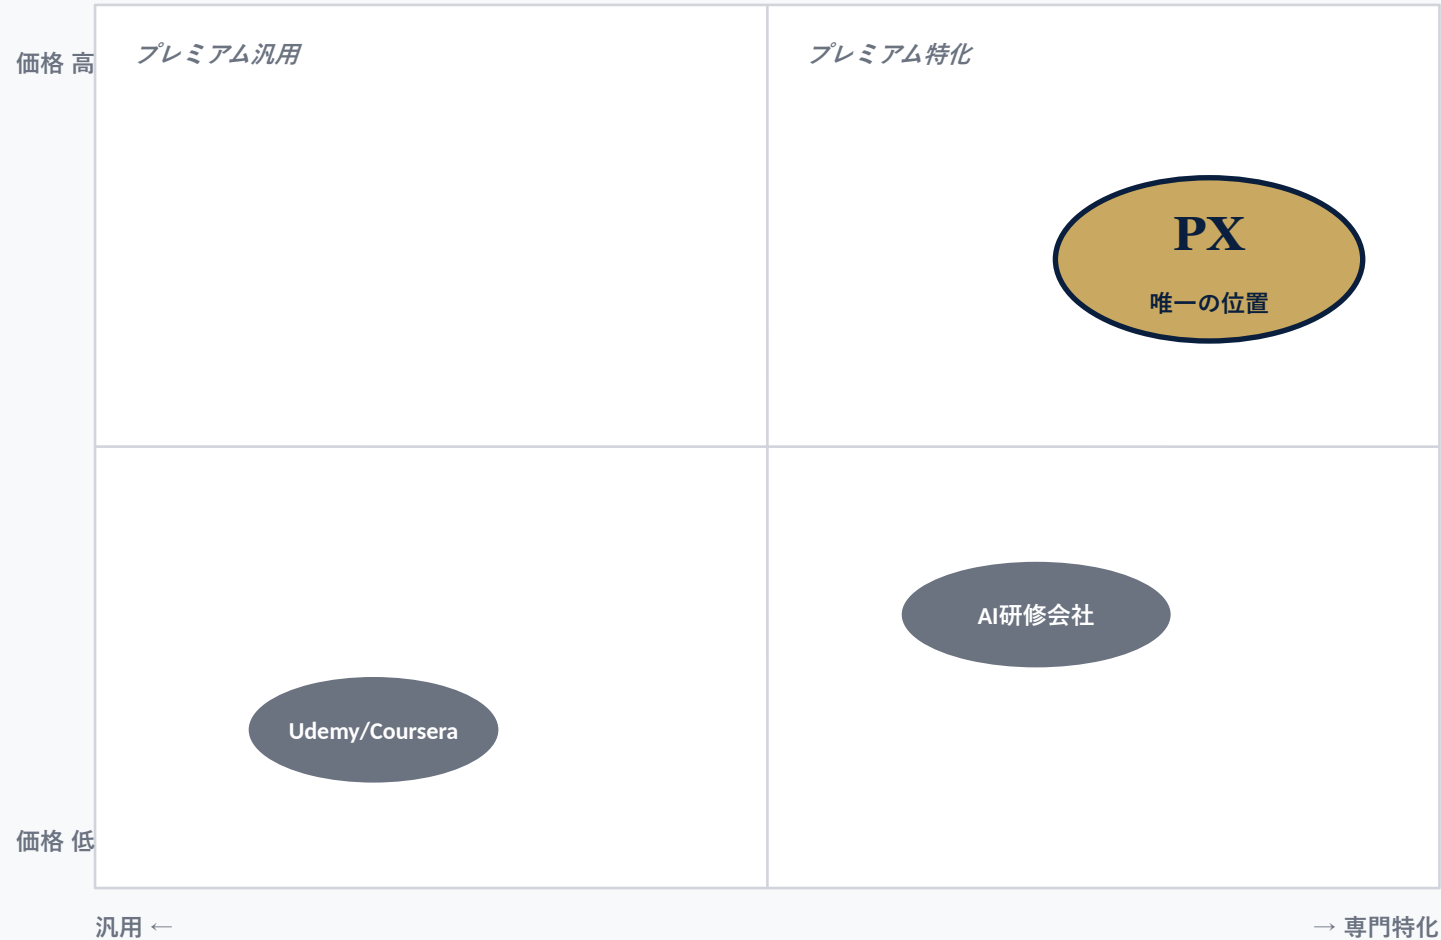 価格 高
プレミアム汎用
プレミアム特化
PX
唯一の位置
AI研修会社
Udemy/Coursera
価格 低
汎用 ←
→ 専門特化